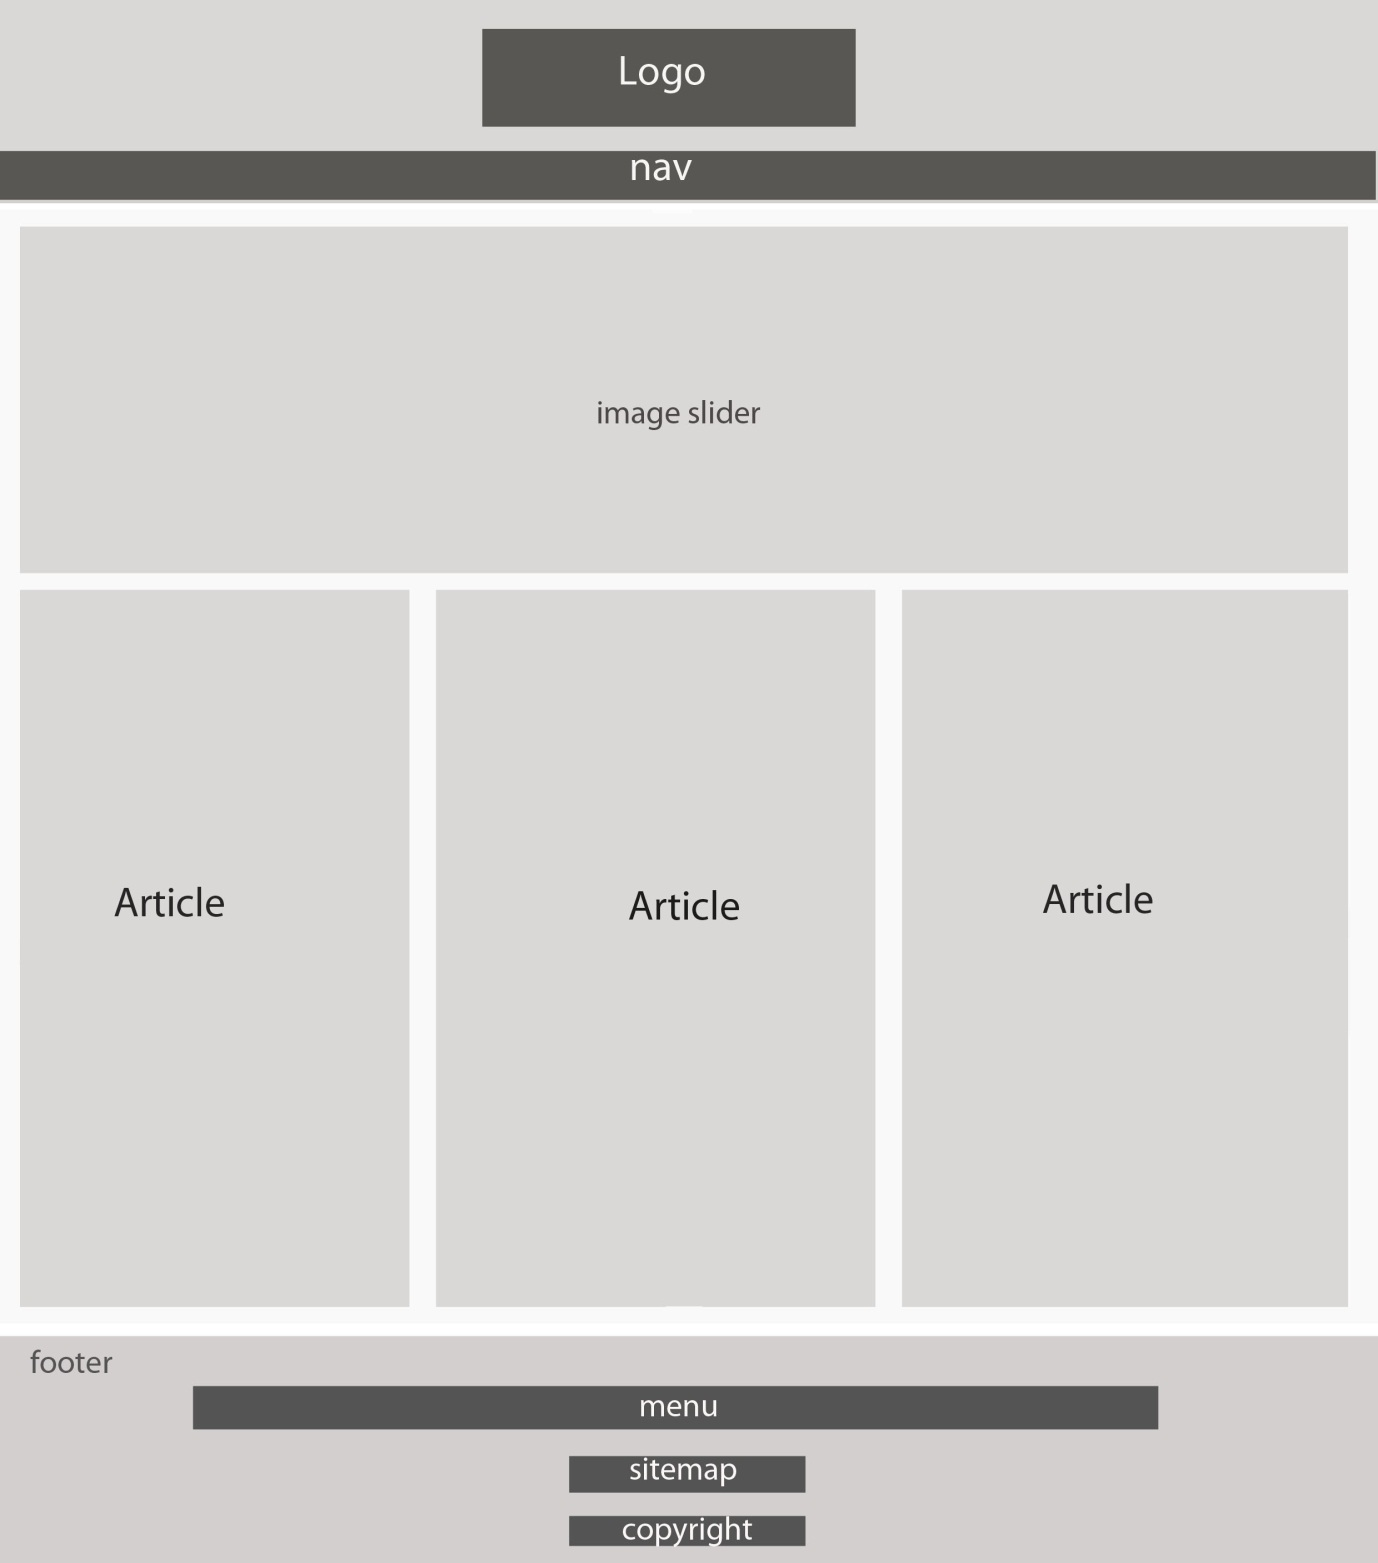 Logo
nav
image slider
Article
Article
Article
footer
menu
sitemap
copyright